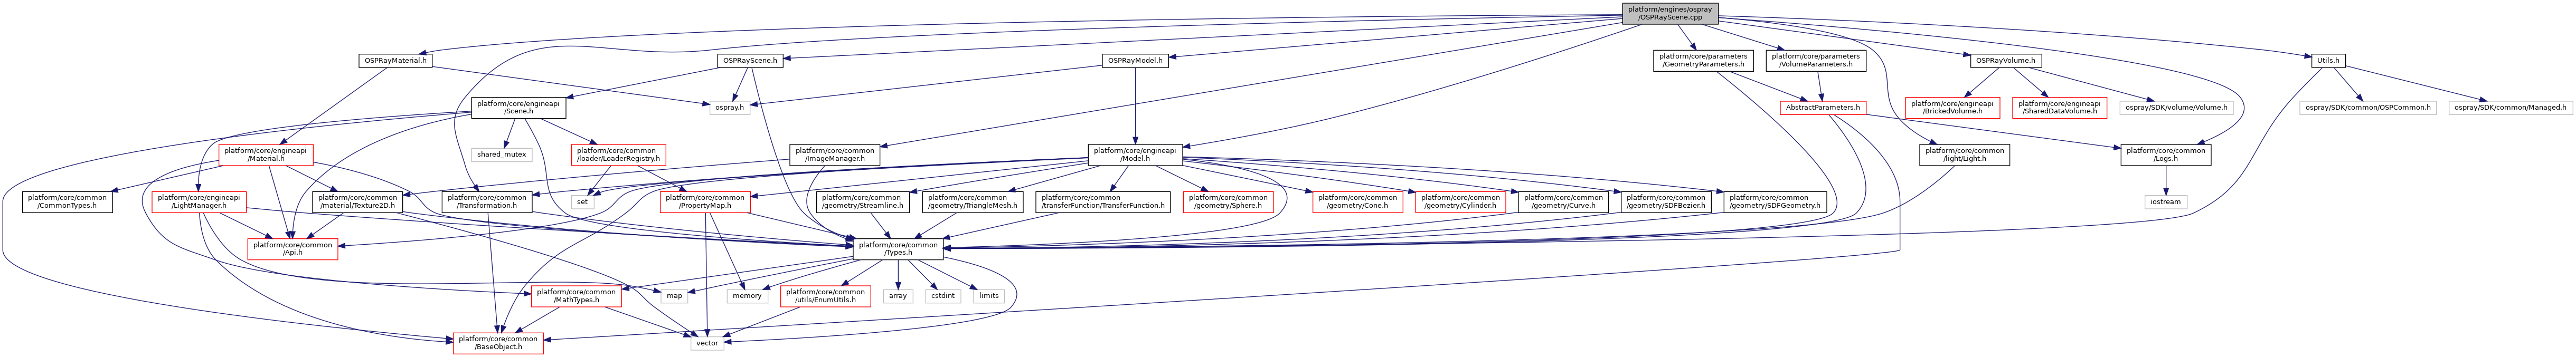 platform/engines/ospray
/OSPRayScene.cpp
OSPRayMaterial.h
OSPRayScene.h
OSPRayModel.h
platform/core/parameters
/GeometryParameters.h
platform/core/parameters
/VolumeParameters.h
OSPRayVolume.h
Utils.h
platform/core/engineapi
/Scene.h
ospray.h
AbstractParameters.h
platform/core/engineapi
/BrickedVolume.h
platform/core/engineapi
/SharedDataVolume.h
ospray/SDK/volume/Volume.h
ospray/SDK/common/OSPCommon.h
ospray/SDK/common/Managed.h
platform/core/engineapi
/Material.h
shared_mutex
platform/core/common
/loader/LoaderRegistry.h
platform/core/common
/ImageManager.h
platform/core/engineapi
/Model.h
platform/core/common
/light/Light.h
platform/core/common
/Logs.h
platform/core/common
/CommonTypes.h
platform/core/engineapi
/LightManager.h
platform/core/common
/material/Texture2D.h
platform/core/common
/Transformation.h
set
platform/core/common
/PropertyMap.h
platform/core/common
/geometry/Streamline.h
platform/core/common
/geometry/TriangleMesh.h
platform/core/common
/transferFunction/TransferFunction.h
platform/core/common
/geometry/Sphere.h
platform/core/common
/geometry/Cone.h
platform/core/common
/geometry/Cylinder.h
platform/core/common
/geometry/Curve.h
platform/core/common
/geometry/SDFBezier.h
platform/core/common
/geometry/SDFGeometry.h
iostream
platform/core/common
/Api.h
platform/core/common
/Types.h
platform/core/common
/MathTypes.h
map
memory
platform/core/common
/utils/EnumUtils.h
array
cstdint
limits
platform/core/common
/BaseObject.h
vector